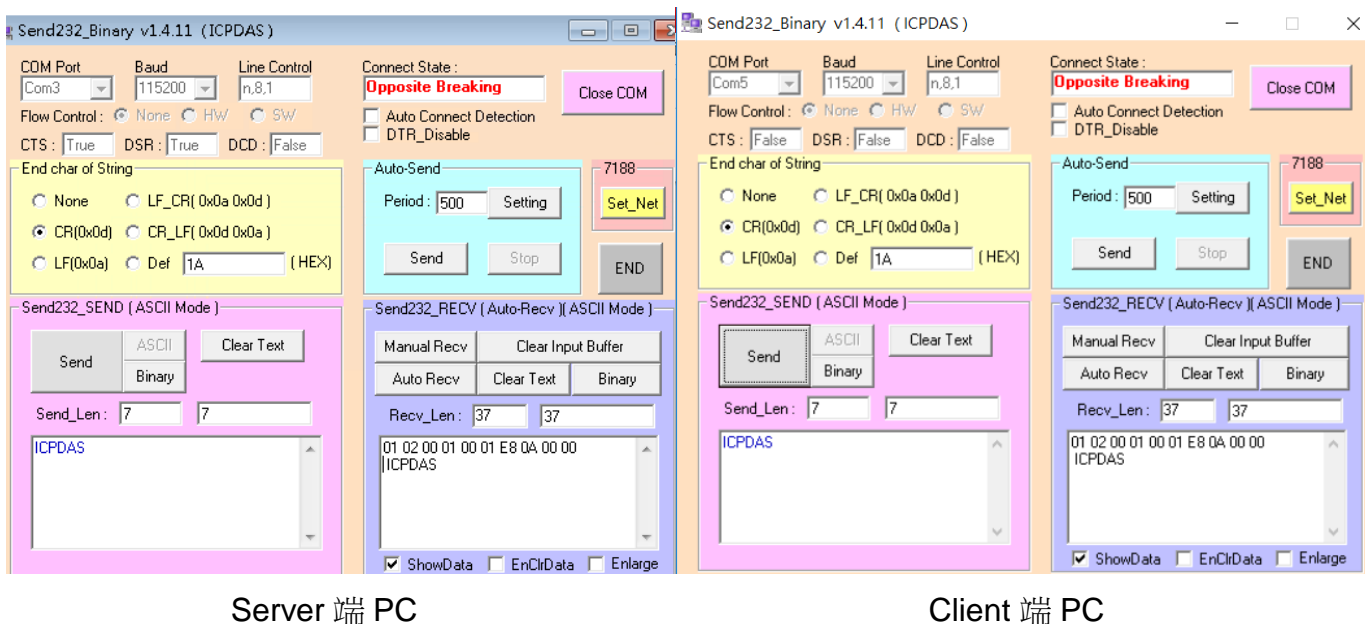 Send232_Binary v1.4.11 ( ICPDAS )
COM Port Baud Line Control Connect State :
Com3 115200 n,8,1 Opposite Breaking Close COM
Flow Control : None HW SW Auto Connect Detection
DTR_Disable
CTS : True DSR : True DCD : False
End char of String Auto-Send 7188
None LF_CR( 0x0a 0x0d ) Period : 500 Setting Set_Net
CR(0x0d) CR_LF( 0x0d 0x0a )
LF(0x0a) Def 1A ( HEX) Send Stop END
Send232_SEND ( ASCII Mode ) Send232_RECV ( Auto-Recv )( ASCII Mode )
Send ASCII Clear Text Manual Recv Clear Input Buffer
Binary Auto Recv Clear Text Binary
Send_Len : 7 7 Recv_Len : 37 37
ICPDAS 01 02 00 01 00 01 E8 0A 00 00
ICPDAS
ShowData EnClrData Enlarge
Server 端 PC
Send232_Binary v1.4.11 ( ICPDAS )
COM Port Baud Line Control Connect State :
Com5 115200 n,8,1 Opposite Breaking Close COM
Flow Control : None HW SW Auto Connect Detection
DTR_Disable
CTS : False DSR : False DCD : False
End char of String Auto-Send 7188
None LF_CR( 0x0a 0x0d ) Period : 500 Setting Set_Net
CR(0x0d) CR_LF( 0x0d 0x0a )
LF(0x0a) Def 1A ( HEX) Send Stop END
Send232_SEND ( ASCII Mode ) Send232_RECV ( Auto-Recv )( ASCII Mode )
Send ASCII Clear Text Manual Recv Clear Input Buffer
Binary Auto Recv Clear Text Binary
Send_Len : 7 7 Recv_Len : 37 37
ICPDAS 01 02 00 01 00 01 E8 0A 00 00
ICPDAS
ShowData EnClrData Enlarge
Client 端 PC